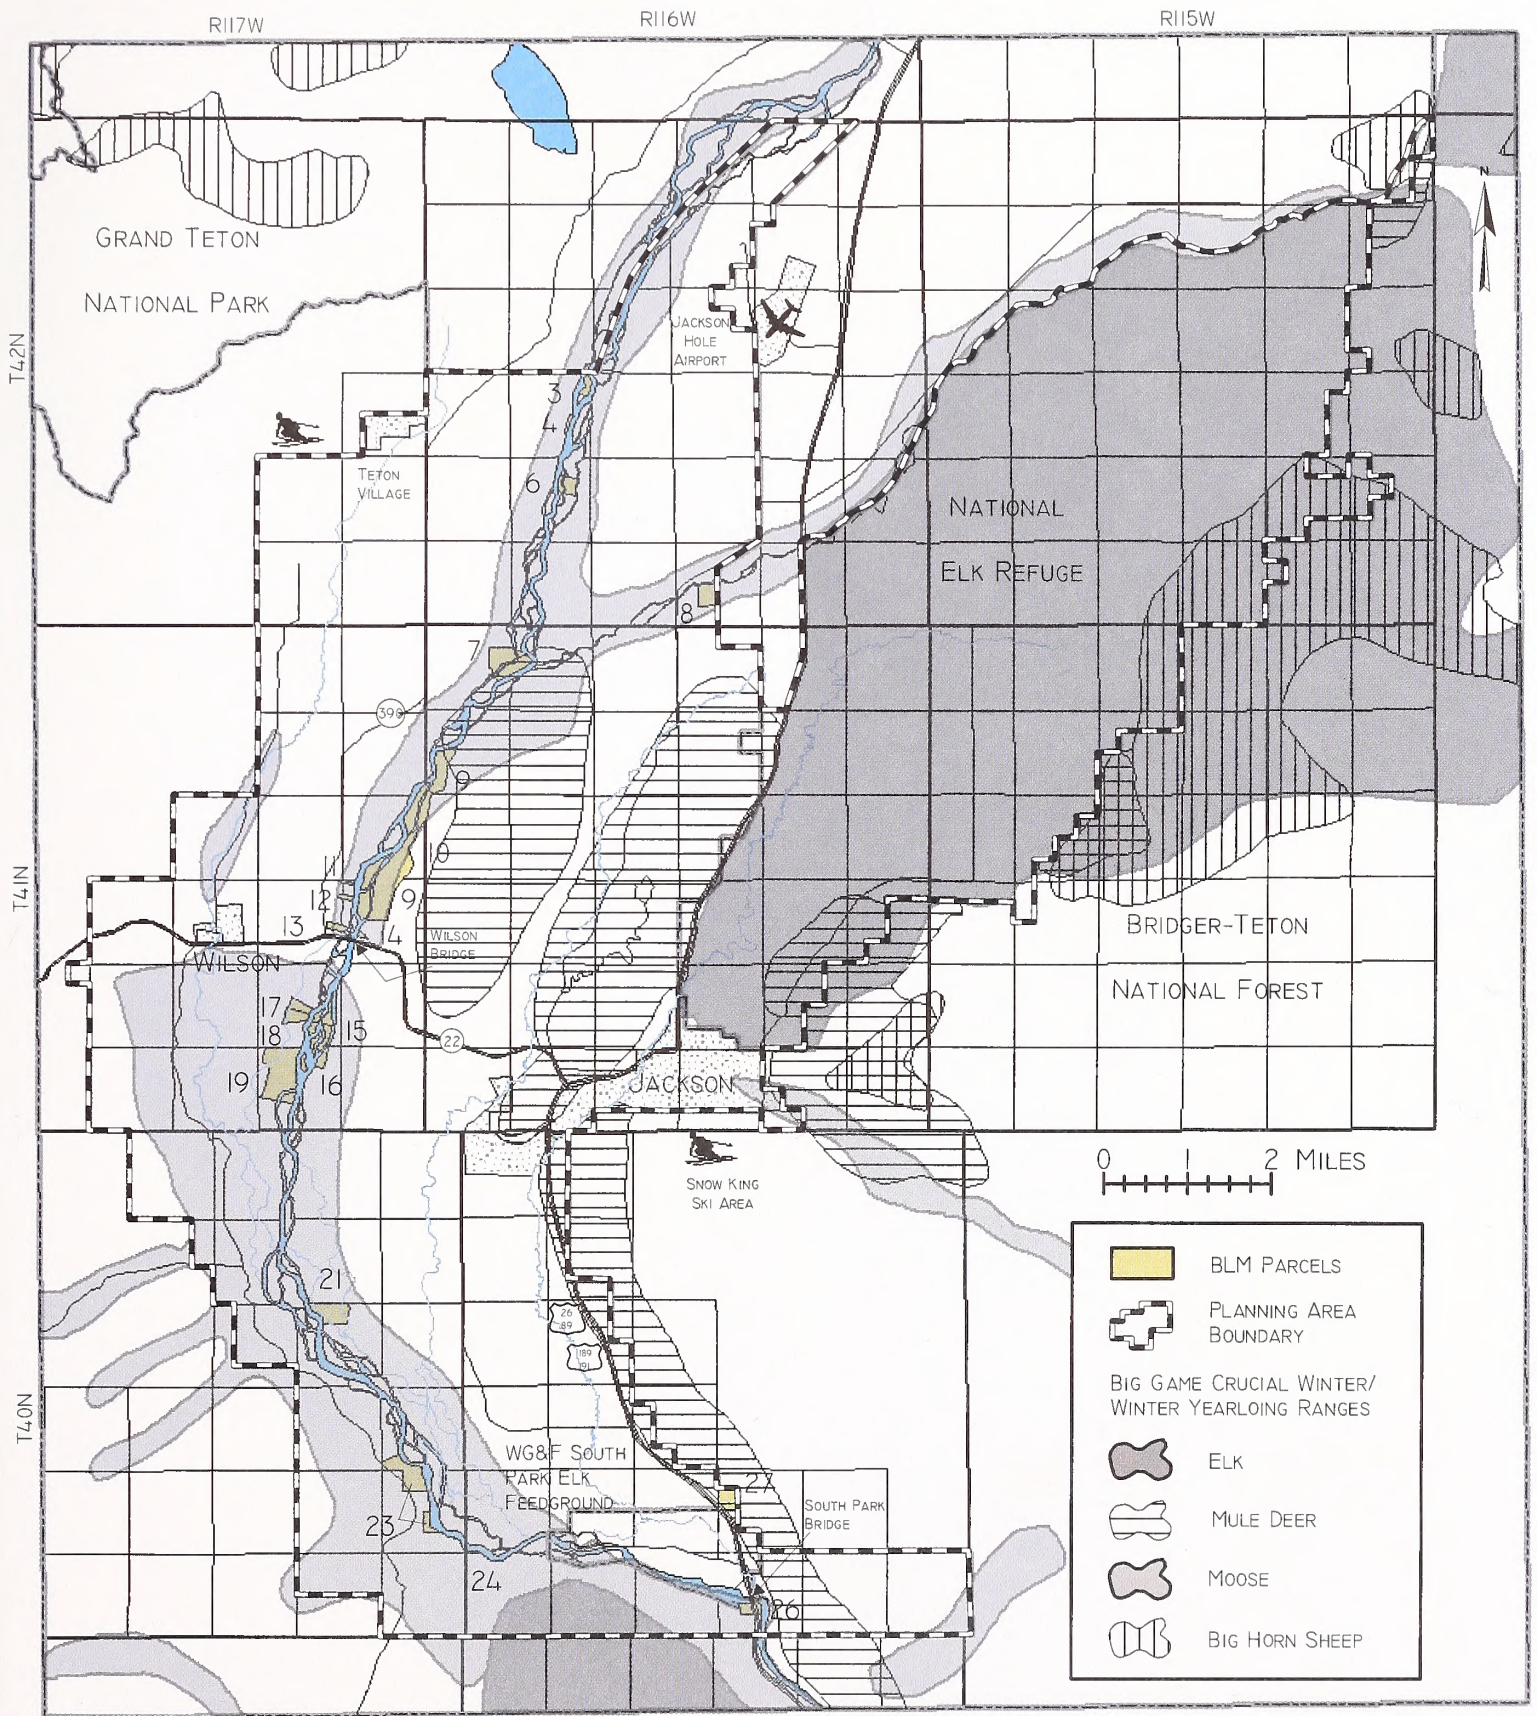 R117W
R116W
R115W
N
GRAND TETON
NATIONAL PARK
JACKSON
HOLE
AIRPORT
T42N
3
4
TETON
VILLAGE
6
NATIONAL
ELK REFUGE
8
7
390
9
10
11
12
9
T41N
13
4
WILSON
BRIDGE
WILSON
BRIDGER-TETON
NATIONAL FOREST
17
18
15
22
19
16
JACKSON
0 1 2 MILES
SNOW KING
SKI AREA
21
26
89
189
191
BLM PARCELS
PLANNING AREA
BOUNDARY
BIG GAME CRUCIAL WINTER/
WINTER YEARLOING RANGES
ELK
MULE DEER
MOOSE
BIG HORN SHEEP
T40N
WG&F SOUTH
PARK ELK
FEEDGROUND
27
SOUTH PARK
BRIDGE
23
24
26